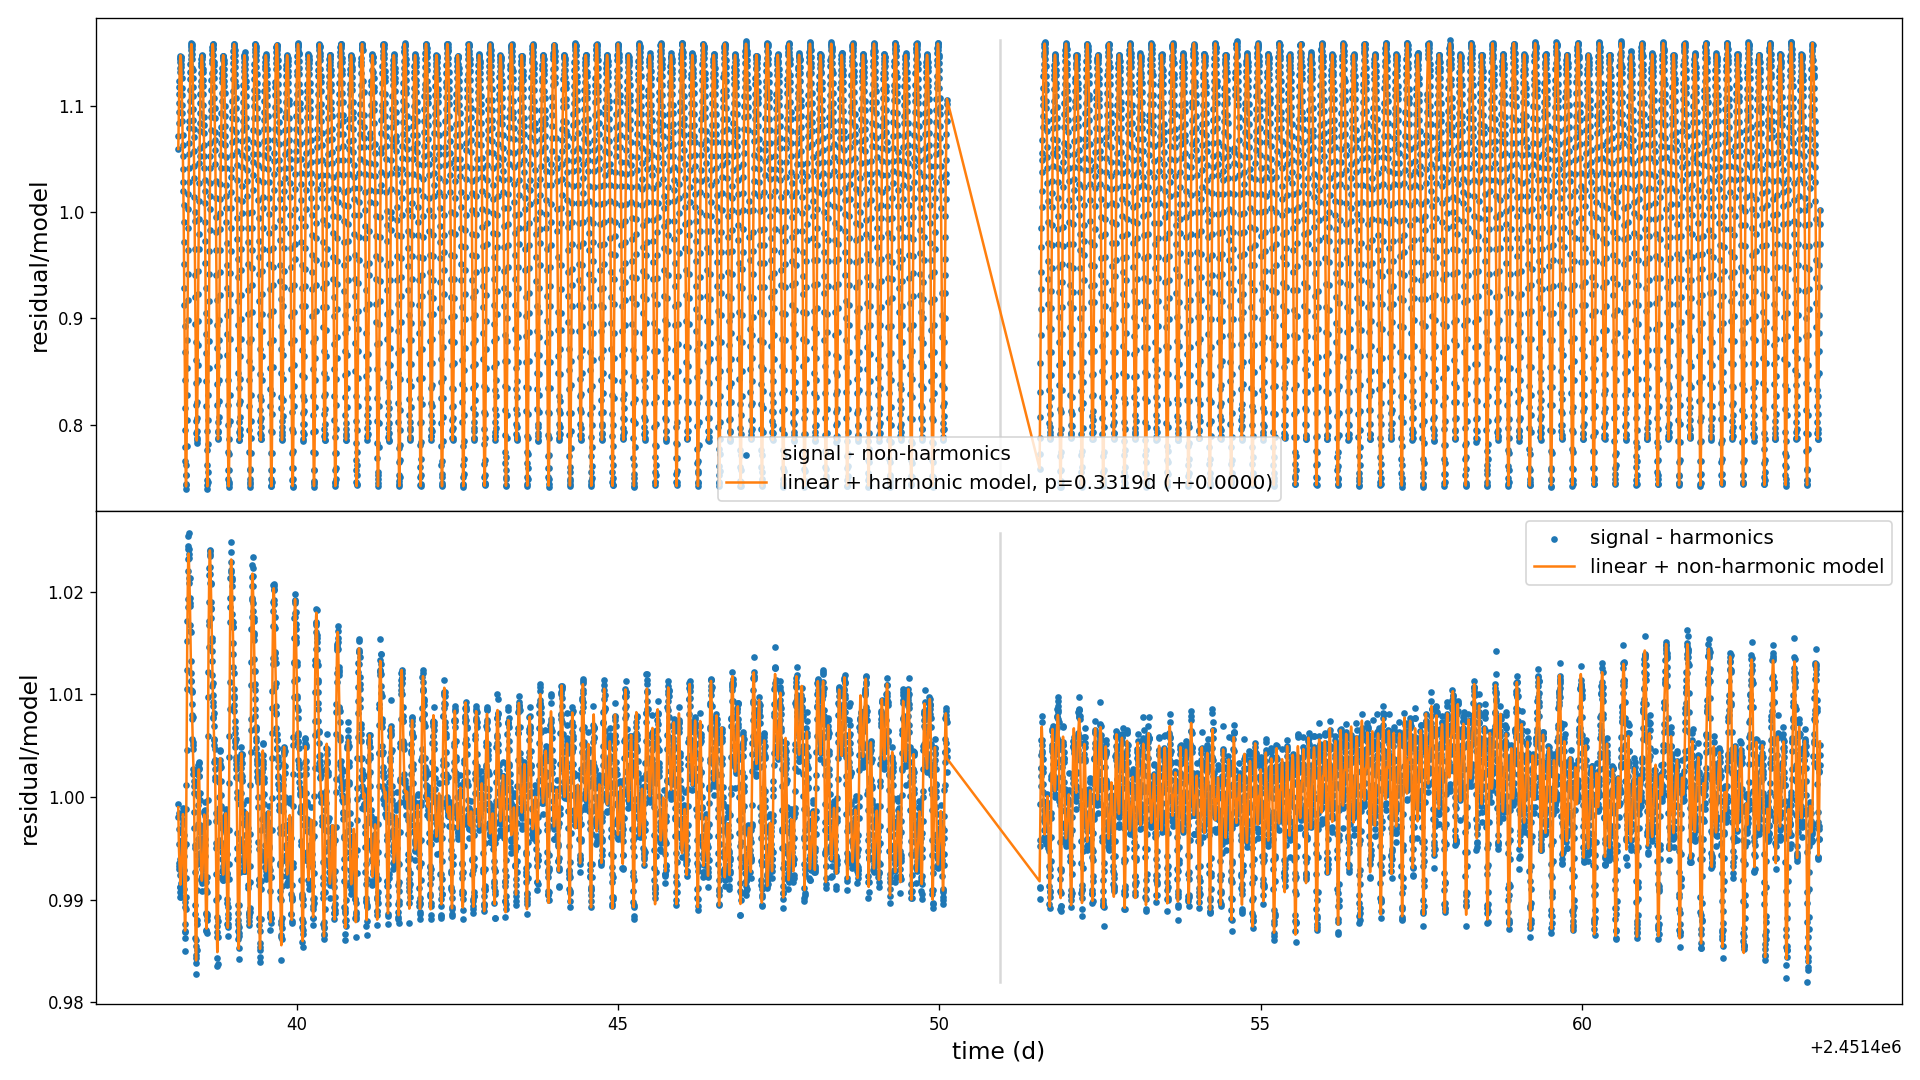 1.1
1.0
0.9
0.8
residual/model
signal - non-harmonics
linear + harmonic model, p=0.3319d (+-0.0000)
signal - harmonics
linear + non-harmonic model
1.02
1.01
1.00
0.99
0.98
residual/model
40 45 50 55 60
time (d)
+2.4514e6